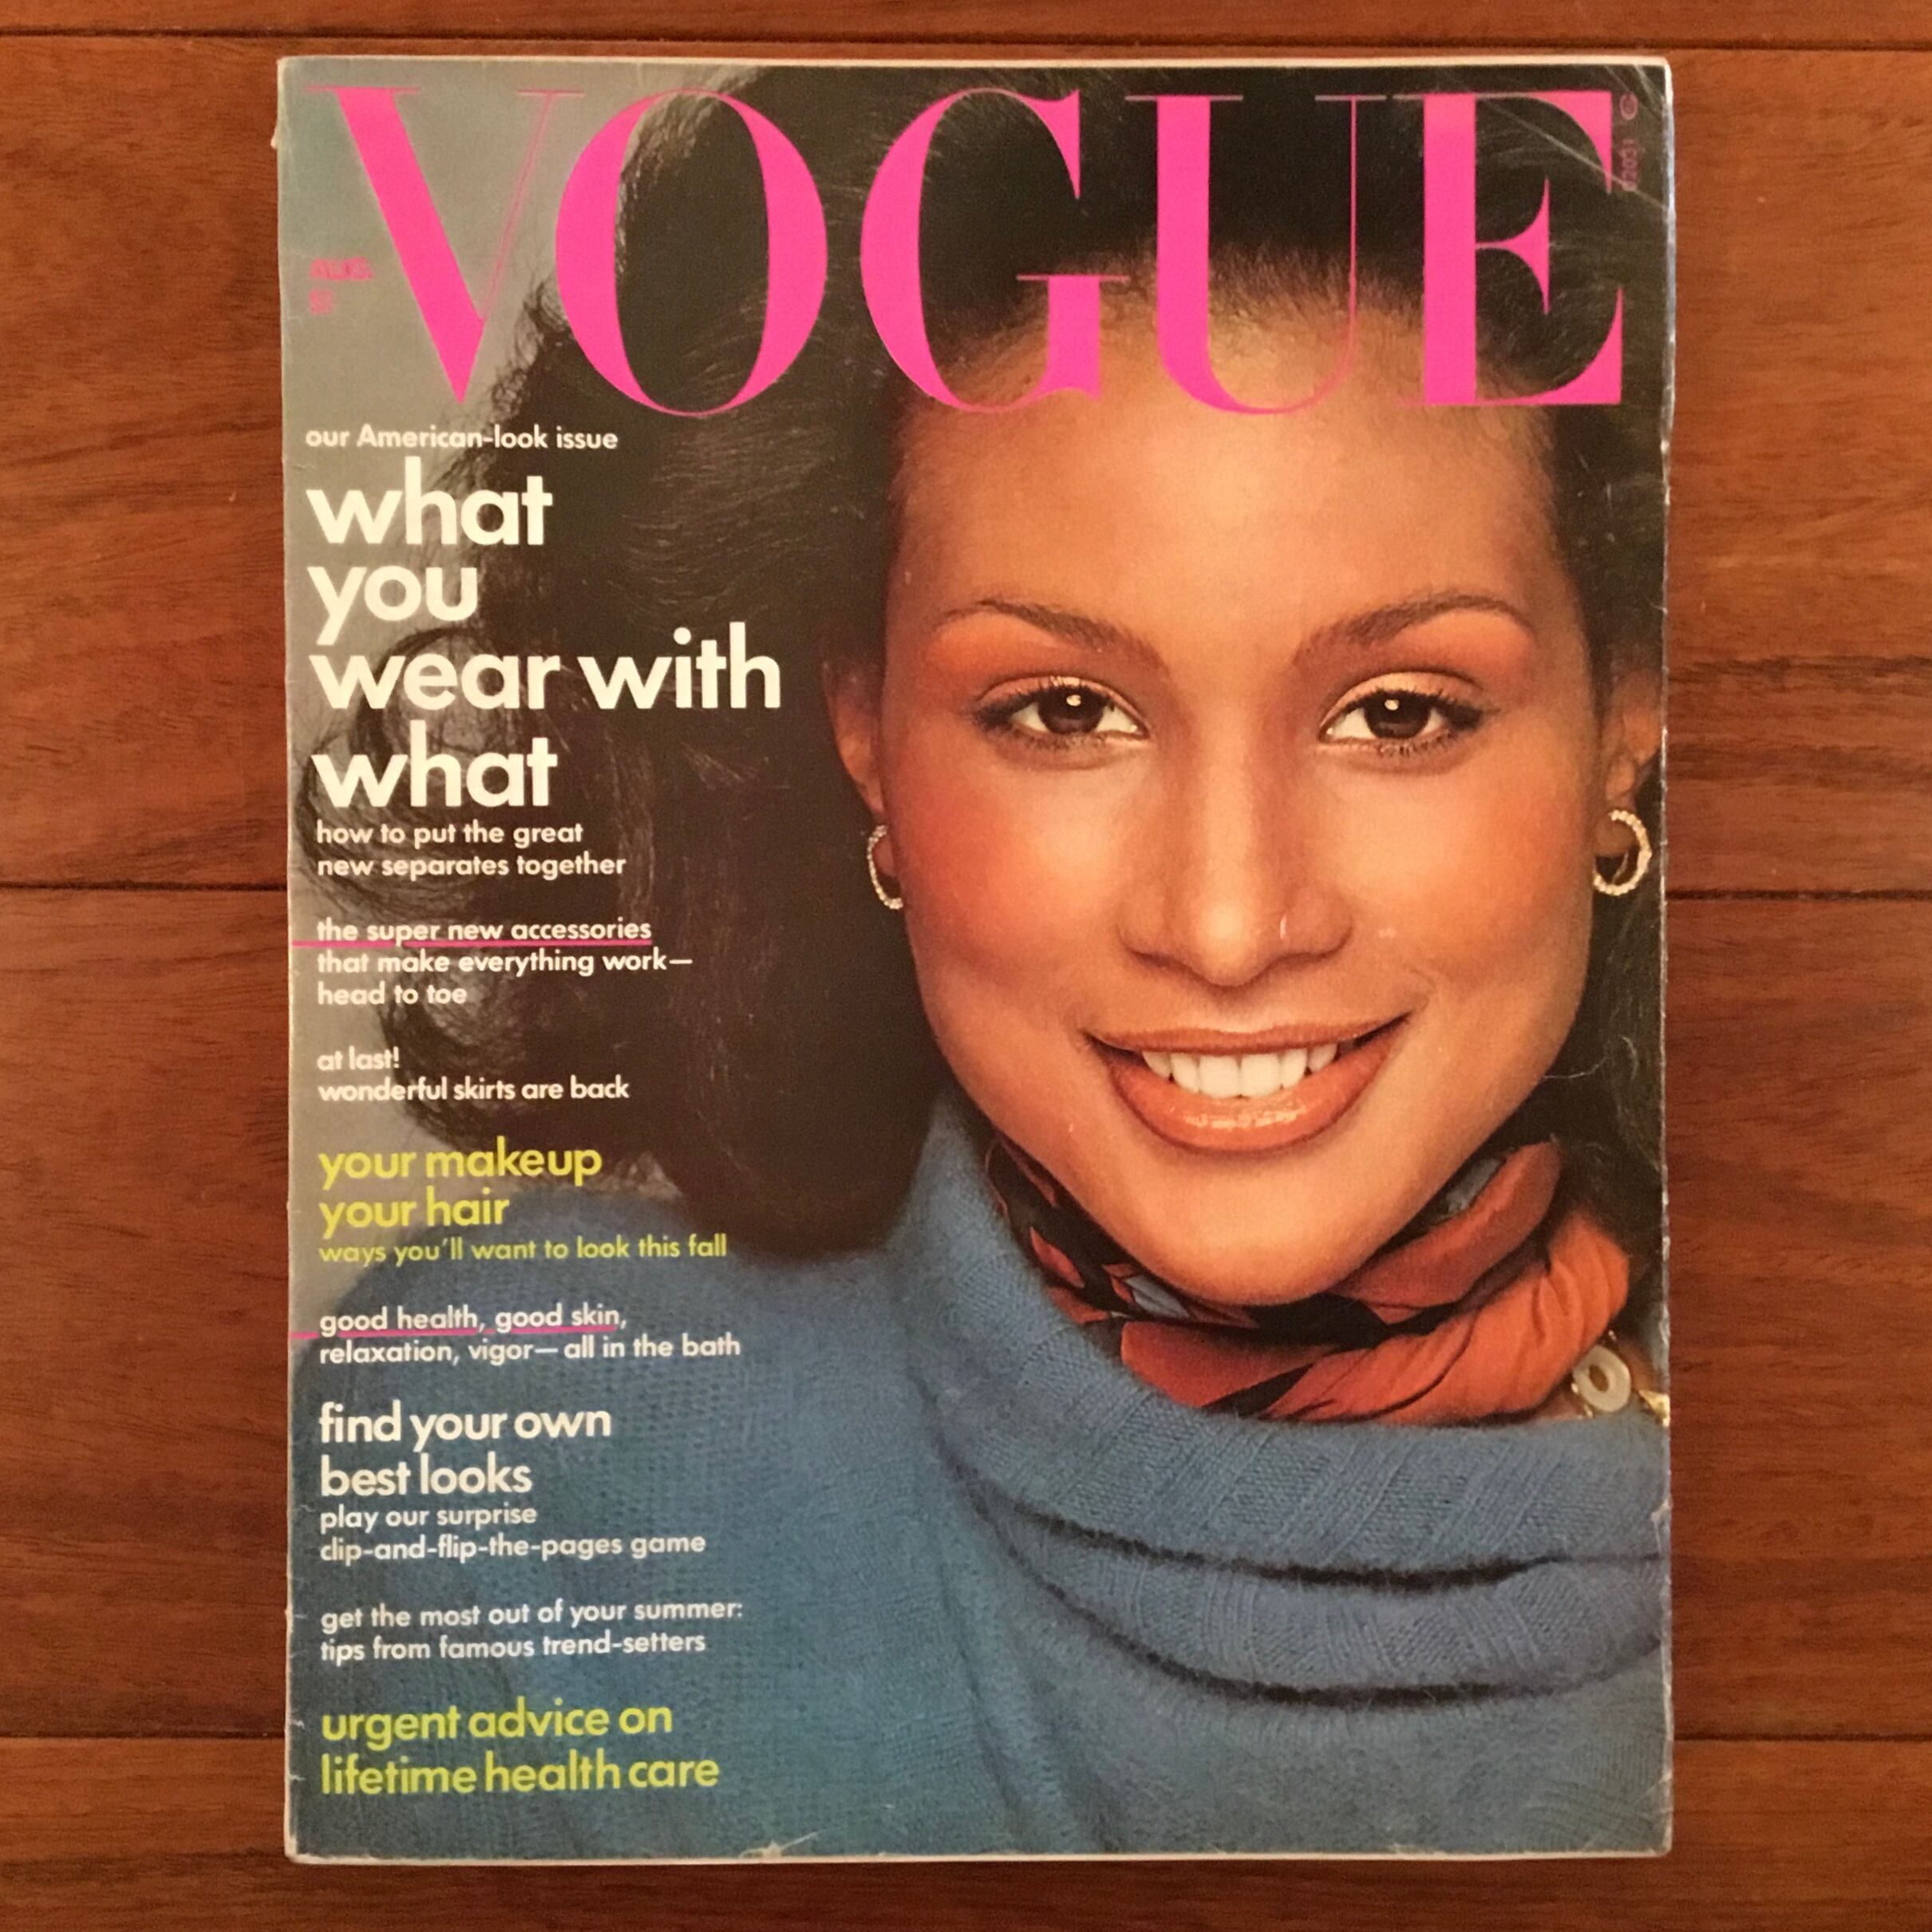 VOGUE
AUG.
our American-look issue
what
you
wear with
what
how to put the great
new separates together
the super new accessories
that make everything work—
head to toe
at last!
wonderful skirts are back
your makeup
your hair
ways you'll want to look this fall
good health, good skin,
relaxation, vigor—all in the bath
find your own
best looks
play our surprise
clip-and-flip-the-pages game
get the most out of your summer:
tips from famous trend-setters
urgent advice on
lifetime health care